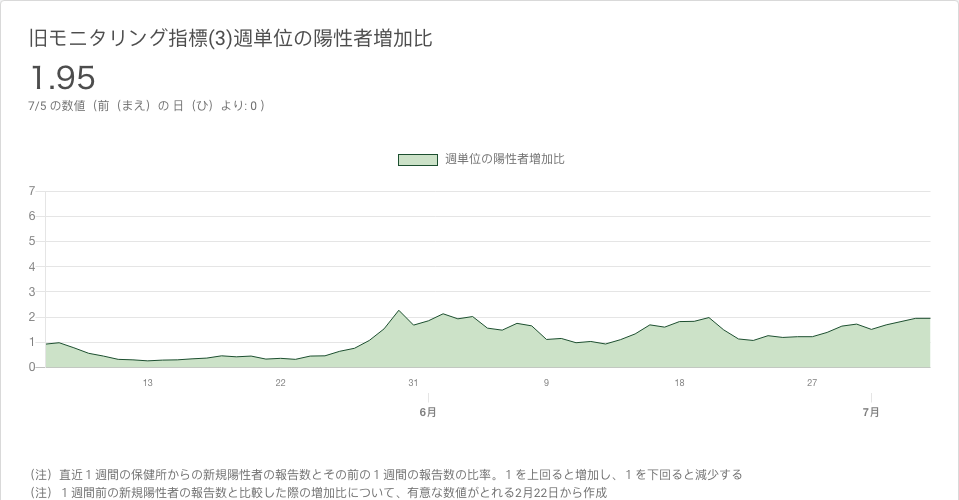 旧モニタリング指標(3)週単位の陽性者増加比
1.95
7/5 の数値（前（まえ）の 日（ひ）より: 0 ）
週単位の陽性者増加比
7
6
5
4
3
2
1
0
13 22 31 9 18 27
6月 7月
（注）直近１週間の保健所からの新規陽性者の報告数とその前の１週間の報告数の比率。１を上回ると増加し、１を下回ると減少する
（注）１週間前の新規陽性者の報告数と比較した際の増加比について、有意な数値がとれる2月22日から作成